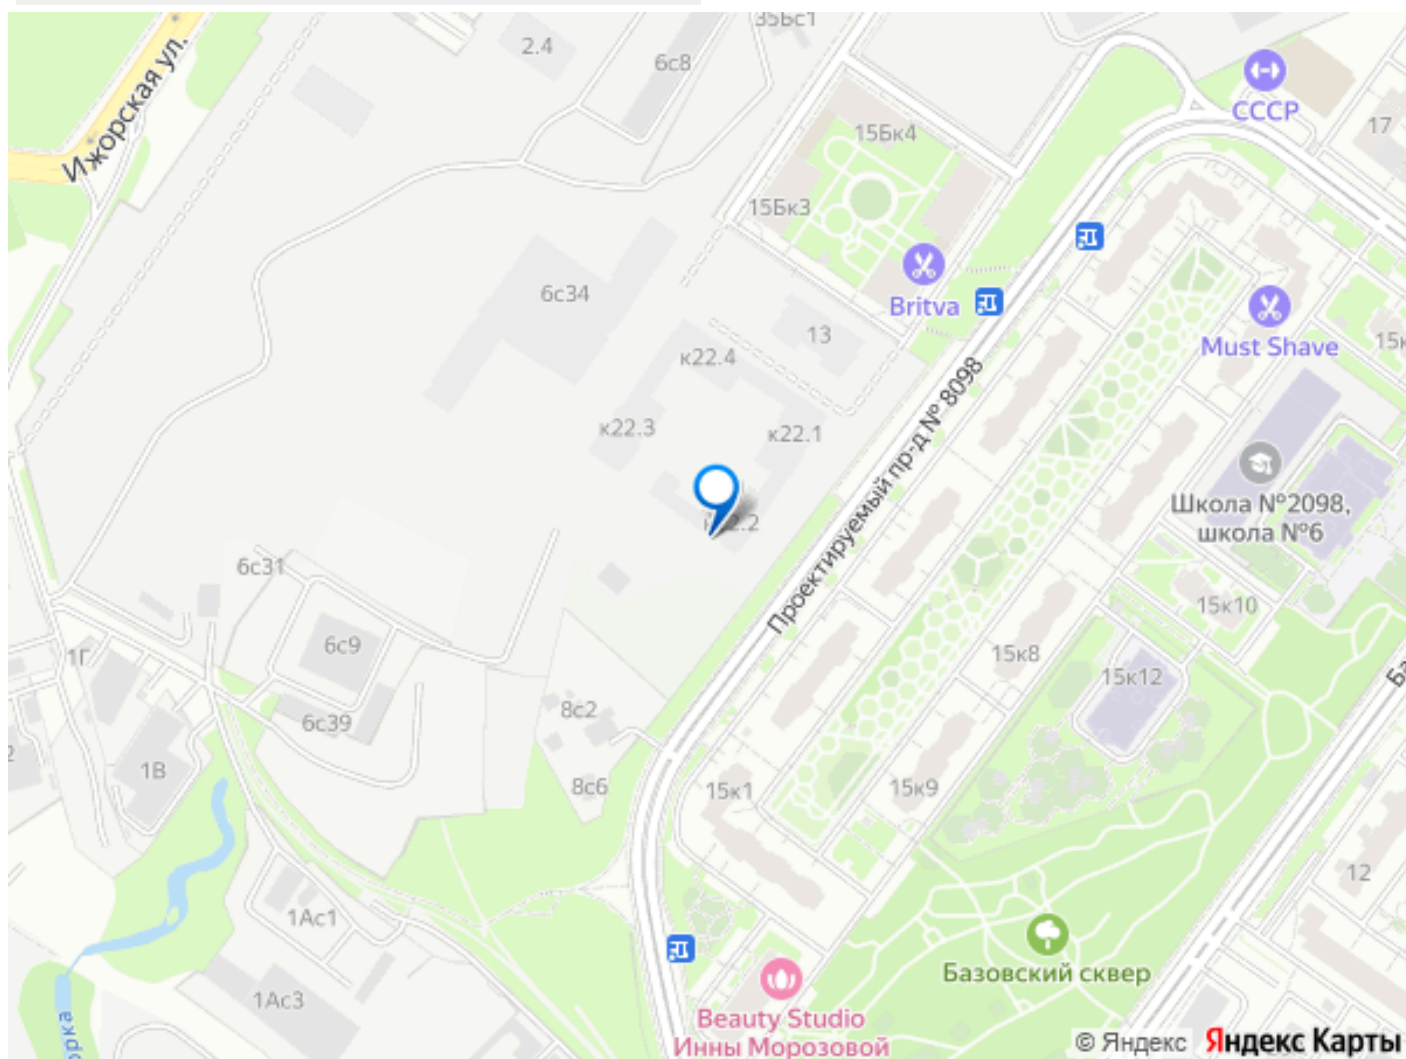 35Бс1
2.4
6с8
Ижорская ул.
СССР
17
15Бк4
15Бк3
6с34
Britva
13
Must Shave
к22.4
к22.3
к22.1
Проектируемый пр-д № 8098
Школа №2098,
школа №6
6с31
15к10
6с9
1Г
15к8
15к12
8с2
6с39
1В
8с6
15к1
15к9
12
1Ас1
Базовский сквер
1Ас3
Beauty Studio
Инны Морозовой
© Яндекс Яндекс Карты